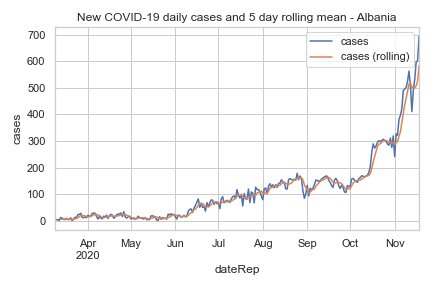 New COVID-19 daily cases and 5 day rolling mean - Albania
cases
cases (rolling)
700
600
500
400
300
200
100
0
cases
Apr
2020
May
Jun
Jul
Aug
Sep
Oct
Nov
dateRep